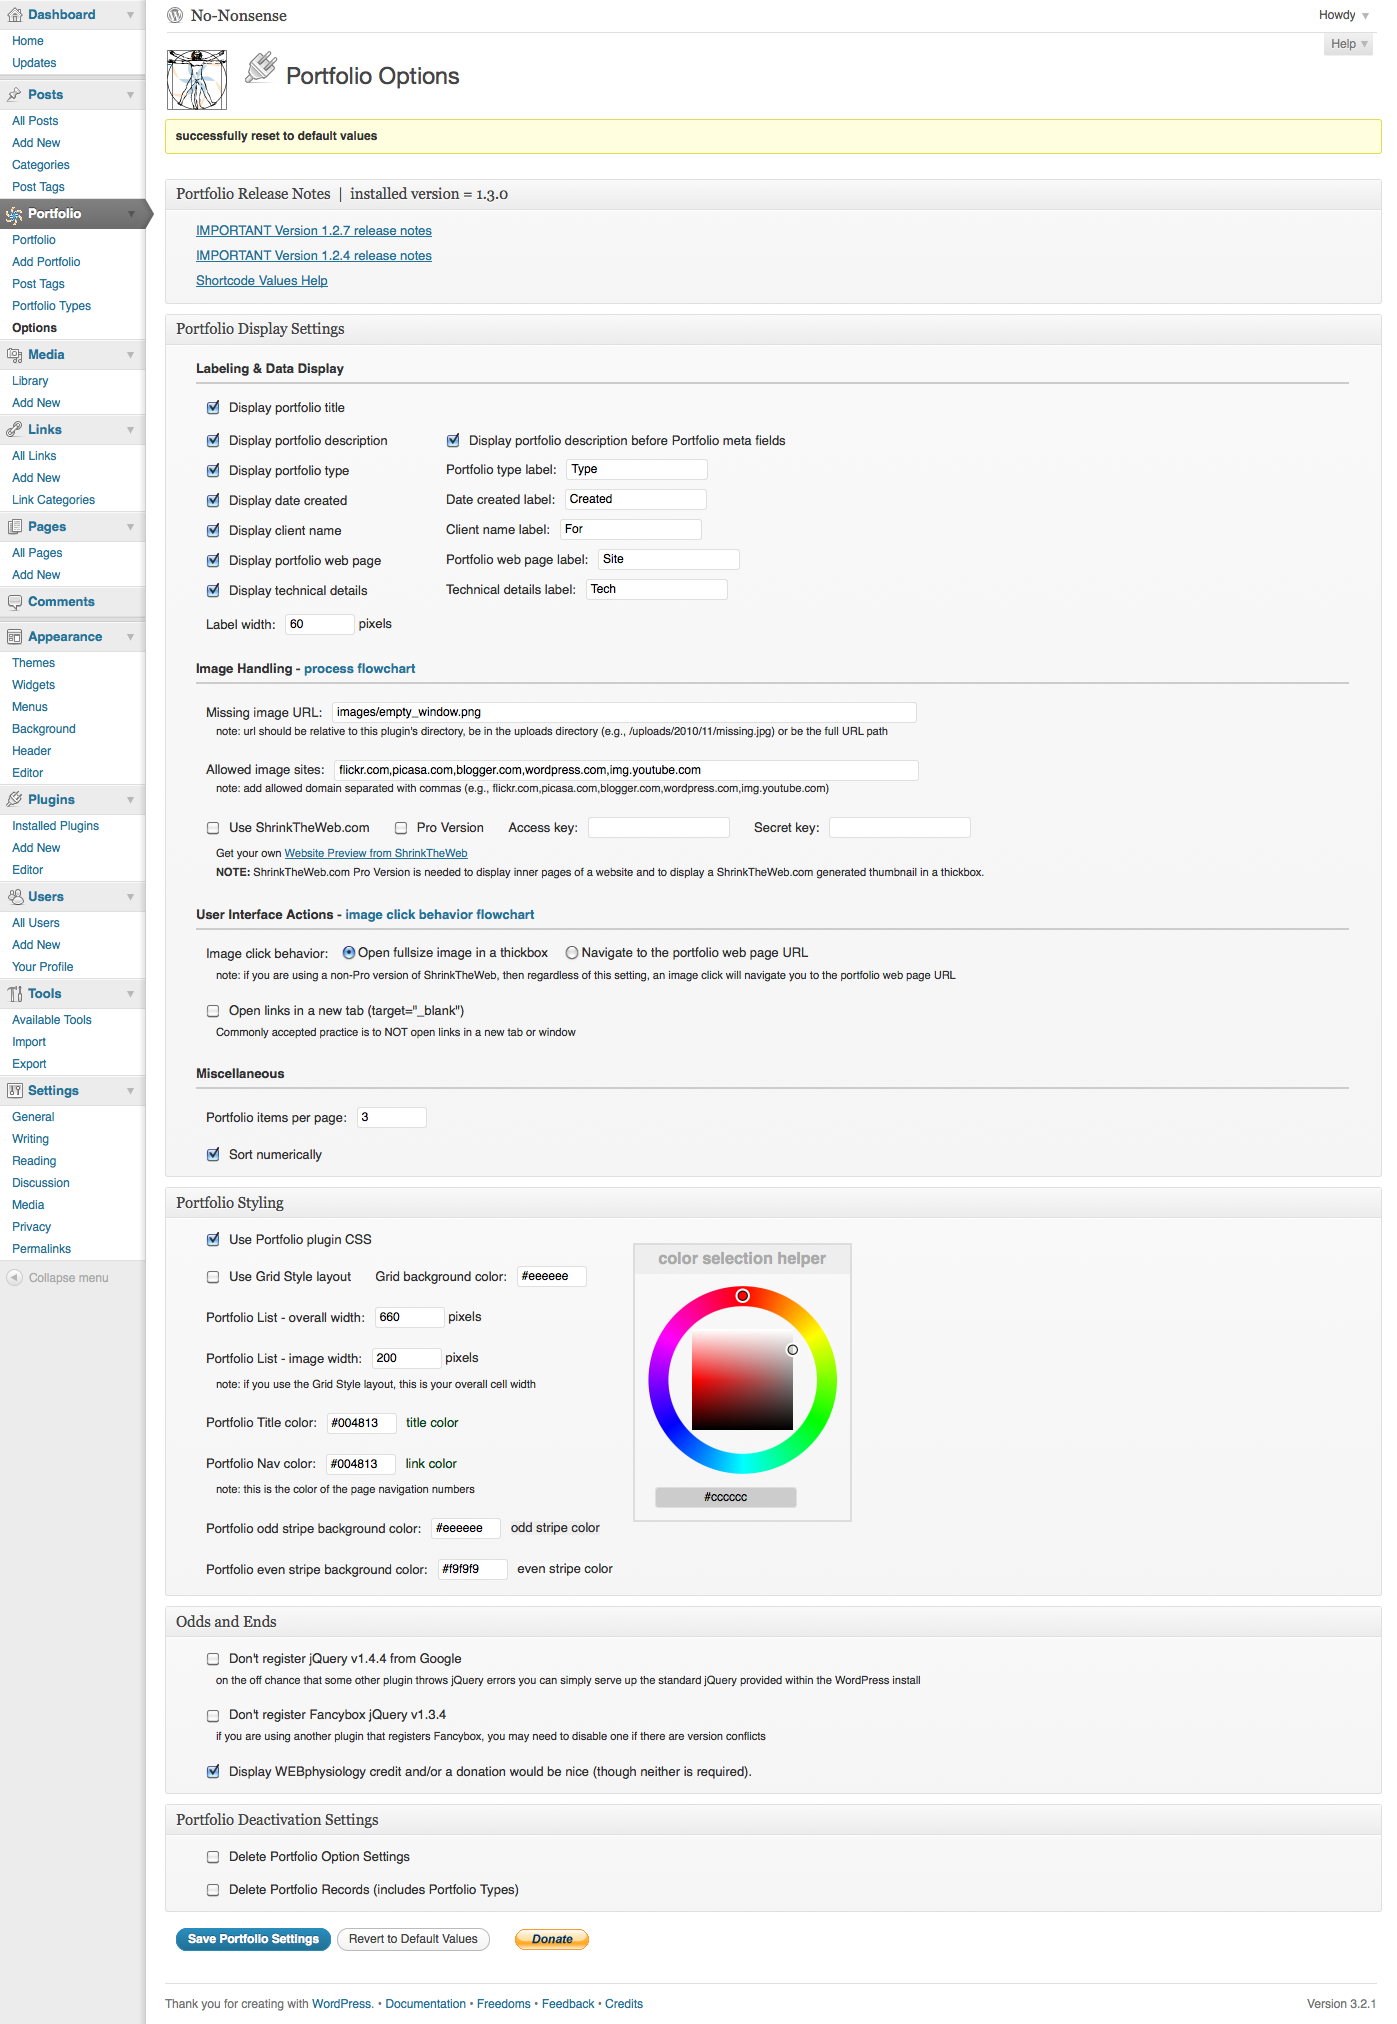 Dashboard
Home
Updates
Posts
All Posts
Add New
Categories
Post Tags
Portfolio
Portfolio
Add Portfolio
Post Tags
Portfolio Types
Options
Media
Library
Add New
Links
All Links
Add New
Link Categories
Pages
All Pages
Add New
Comments
Appearance
Themes
Widgets
Menus
Background
Header
Editor
Plugins
Installed Plugins
Add New
Editor
Users
All Users
Add New
Your Profile
Tools
Available Tools
Import
Export
Settings
General
Writing
Reading
Discussion
Media
Privacy
Permalinks
Collapse menu
No-Nonsense
Howdy
Help
Portfolio Options
successfully reset to default values
Portfolio Release Notes | installed version = 1.3.0
IMPORTANT Version 1.2.7 release notes
IMPORTANT Version 1.2.4 release notes
Shortcode Values Help
Portfolio Display Settings
Labeling & Data Display
Display portfolio title
Display portfolio description Display portfolio description before Portfolio meta fields
Display portfolio type Portfolio type label: Type
Display date created Date created label: Created
Display client name Client name label: For
Display portfolio web page Portfolio web page label: Site
Display technical details Technical details label: Tech
Label width: 60 pixels
Image Handling - process flowchart
Missing image URL: images/empty_window.png
note: url should be relative to this plugin's directory, be in the uploads directory (e.g., /uploads/2010/11/missing.jpg) or be the full URL path
Allowed image sites: flickr.com,picasa.com,blogger.com,wordpress.com,img.youtube.com
note: add allowed domain separated with commas (e.g., flickr.com,picasa.com,blogger.com,wordpress.com,img.youtube.com)
Use ShrinkTheWeb.com Pro Version Access key: Secret key:
Get your own Website Preview from ShrinkTheWeb
NOTE: ShrinkTheWeb.com Pro Version is needed to display inner pages of a website and to display a ShrinkTheWeb.com generated thumbnail in a thickbox.
User Interface Actions - image click behavior flowchart
Image click behavior: Open fullsize image in a thickbox Navigate to the portfolio web page URL
note: if you are using a non-Pro version of ShrinkTheWeb, then regardless of this setting, an image click will navigate you to the portfolio web page URL
Open links in a new tab (target="_blank")
Commonly accepted practice is to NOT open links in a new tab or window
Miscellaneous
Portfolio items per page: 3
Sort numerically
Portfolio Styling
Use Portfolio plugin CSS
Use Grid Style layout Grid background color: #eeeeee
Portfolio List - overall width: 660 pixels
Portfolio List - image width: 200 pixels
note: if you use the Grid Style layout, this is your overall cell width
Portfolio Title color: #004813 title color
Portfolio Nav color: #004813 link color
note: this is the color of the page navigation numbers
Portfolio odd stripe background color: #eeeeee odd stripe color
Portfolio even stripe background color: #f9f9f9 even stripe color
color selection helper
#cccccc
Odds and Ends
Don't register jQuery v1.4.4 from Google
on the off chance that some other plugin throws jQuery errors you can simply serve up the standard jQuery provided within the WordPress install
Don't register Fancybox jQuery v1.3.4
if you are using another plugin that registers Fancybox, you may need to disable one if there are version conflicts
Display WEBphysiology credit and/or a donation would be nice (though neither is required).
Portfolio Deactivation Settings
Delete Portfolio Option Settings
Delete Portfolio Records (includes Portfolio Types)
Save Portfolio Settings Revert to Default Values Donate
Thank you for creating with WordPress. • Documentation • Freedoms • Feedback • Credits
Version 3.2.1